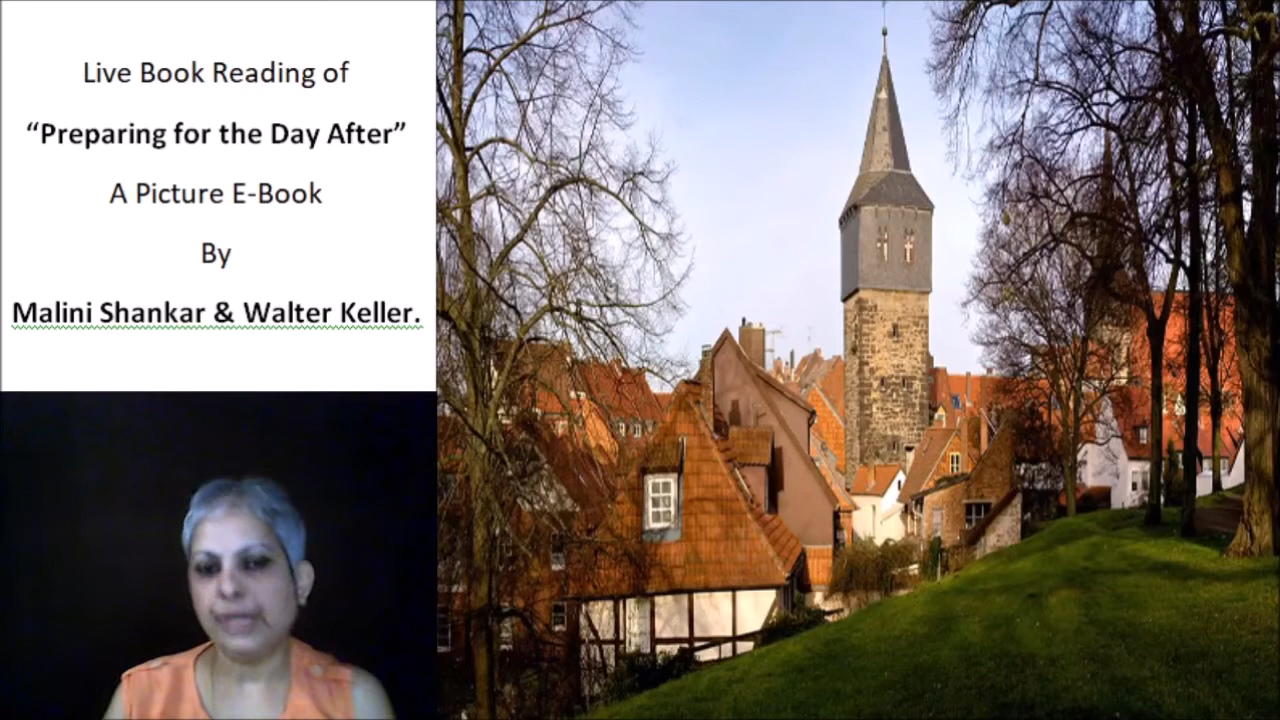 Live Book Reading of
“Preparing for the Day After”
A Picture E-Book
By
Malini Shankar & Walter Keller.